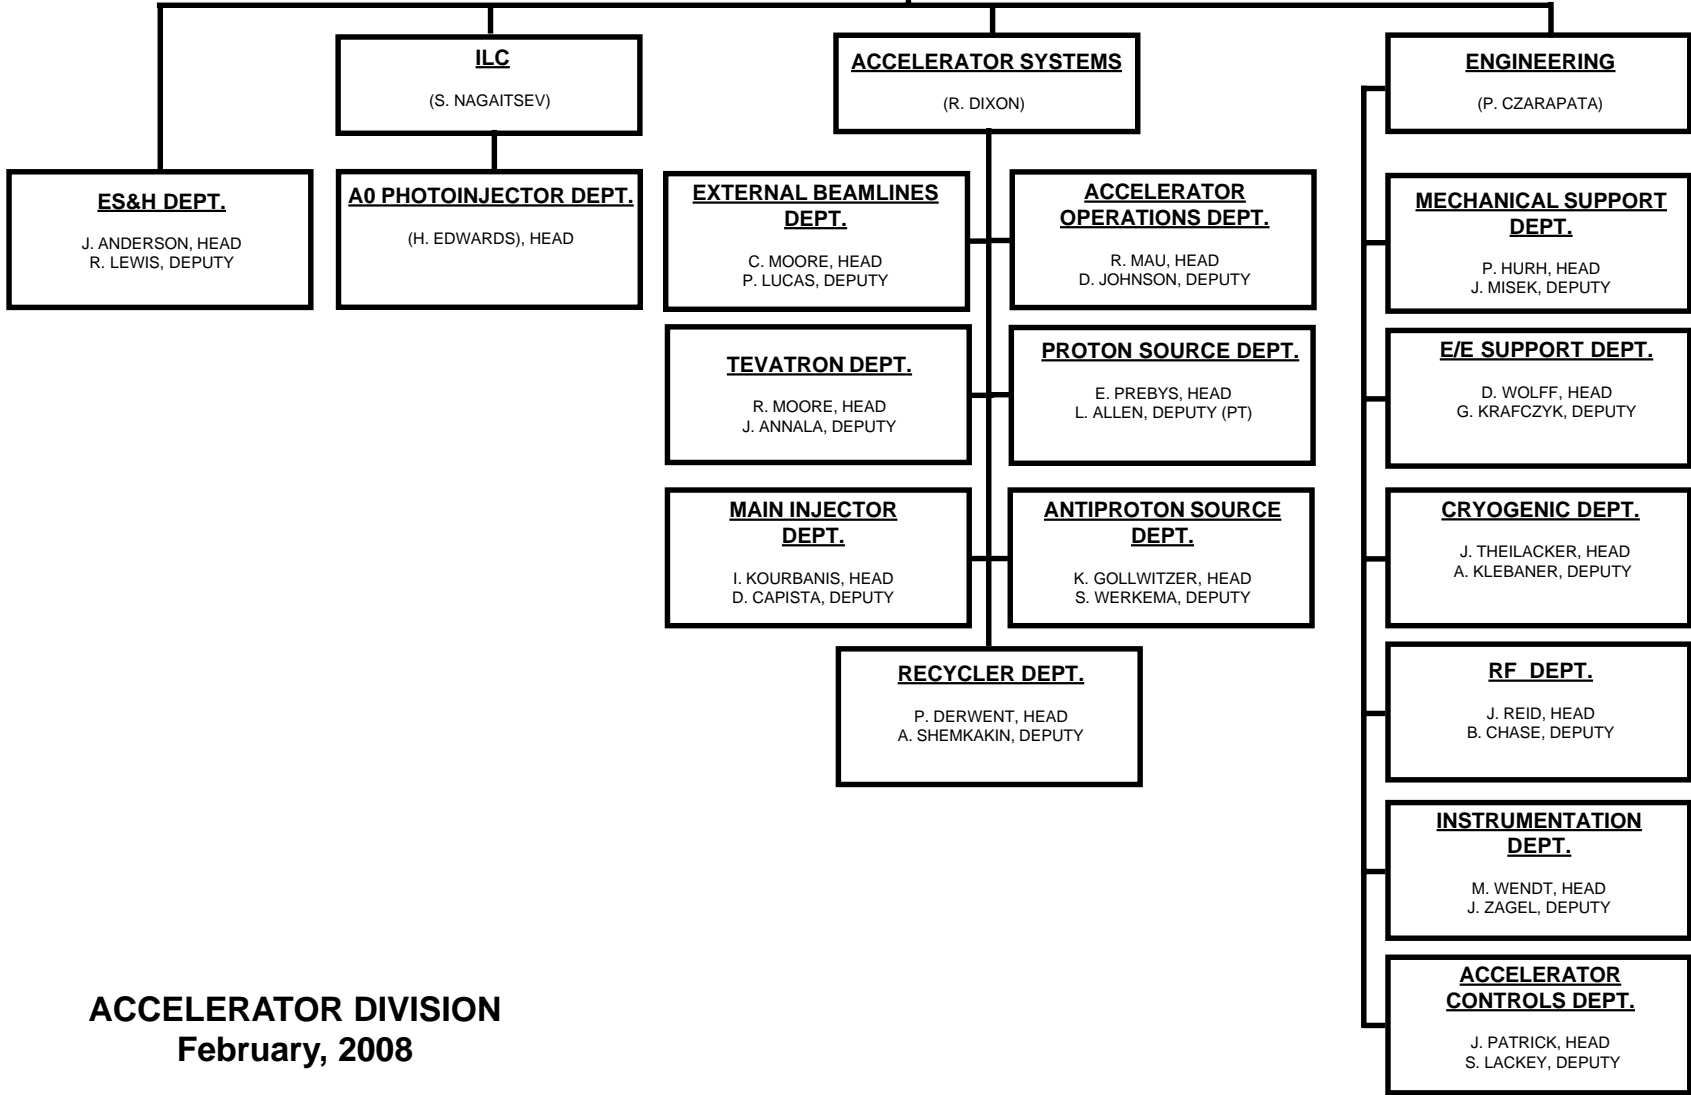 ILC
(S. NAGAITSEV)
ACCELERATOR SYSTEMS
(R. DIXON)
ENGINEERING
(P. CZARAPATA)
ES&H DEPT.
J. ANDERSON, HEAD
R. LEWIS, DEPUTY
A0 PHOTOINJECTOR DEPT.
(H. EDWARDS), HEAD
EXTERNAL BEAMLINES
DEPT.
C. MOORE, HEAD
P. LUCAS, DEPUTY
ACCELERATOR
OPERATIONS DEPT.
R. MAU, HEAD
D. JOHNSON, DEPUTY
MECHANICAL SUPPORT
DEPT.
P. HURH, HEAD
J. MISEK, DEPUTY
TEVATRON DEPT.
R. MOORE, HEAD
J. ANNALA, DEPUTY
PROTON SOURCE DEPT.
E. PREBYS, HEAD
L. ALLEN, DEPUTY (PT)
E/E SUPPORT DEPT.
D. WOLFF, HEAD
G. KRAFCZYK, DEPUTY
MAIN INJECTOR
DEPT.
I. KOURBANIS, HEAD
D. CAPISTA, DEPUTY
ANTIPROTON SOURCE
DEPT.
K. GOLLWITZER, HEAD
S. WERKEMA, DEPUTY
CRYOGENIC DEPT.
J. THEILACKER, HEAD
A. KLEBANER, DEPUTY
RECYCLER DEPT.
P. DERWENT, HEAD
A. SHEMKAKIN, DEPUTY
RF DEPT.
J. REID, HEAD
B. CHASE, DEPUTY
INSTRUMENTATION
DEPT.
M. WENDT, HEAD
J. ZAGEL, DEPUTY
ACCELERATOR
CONTROLS DEPT.
J. PATRICK, HEAD
S. LACKEY, DEPUTY
ACCELERATOR DIVISION
February, 2008